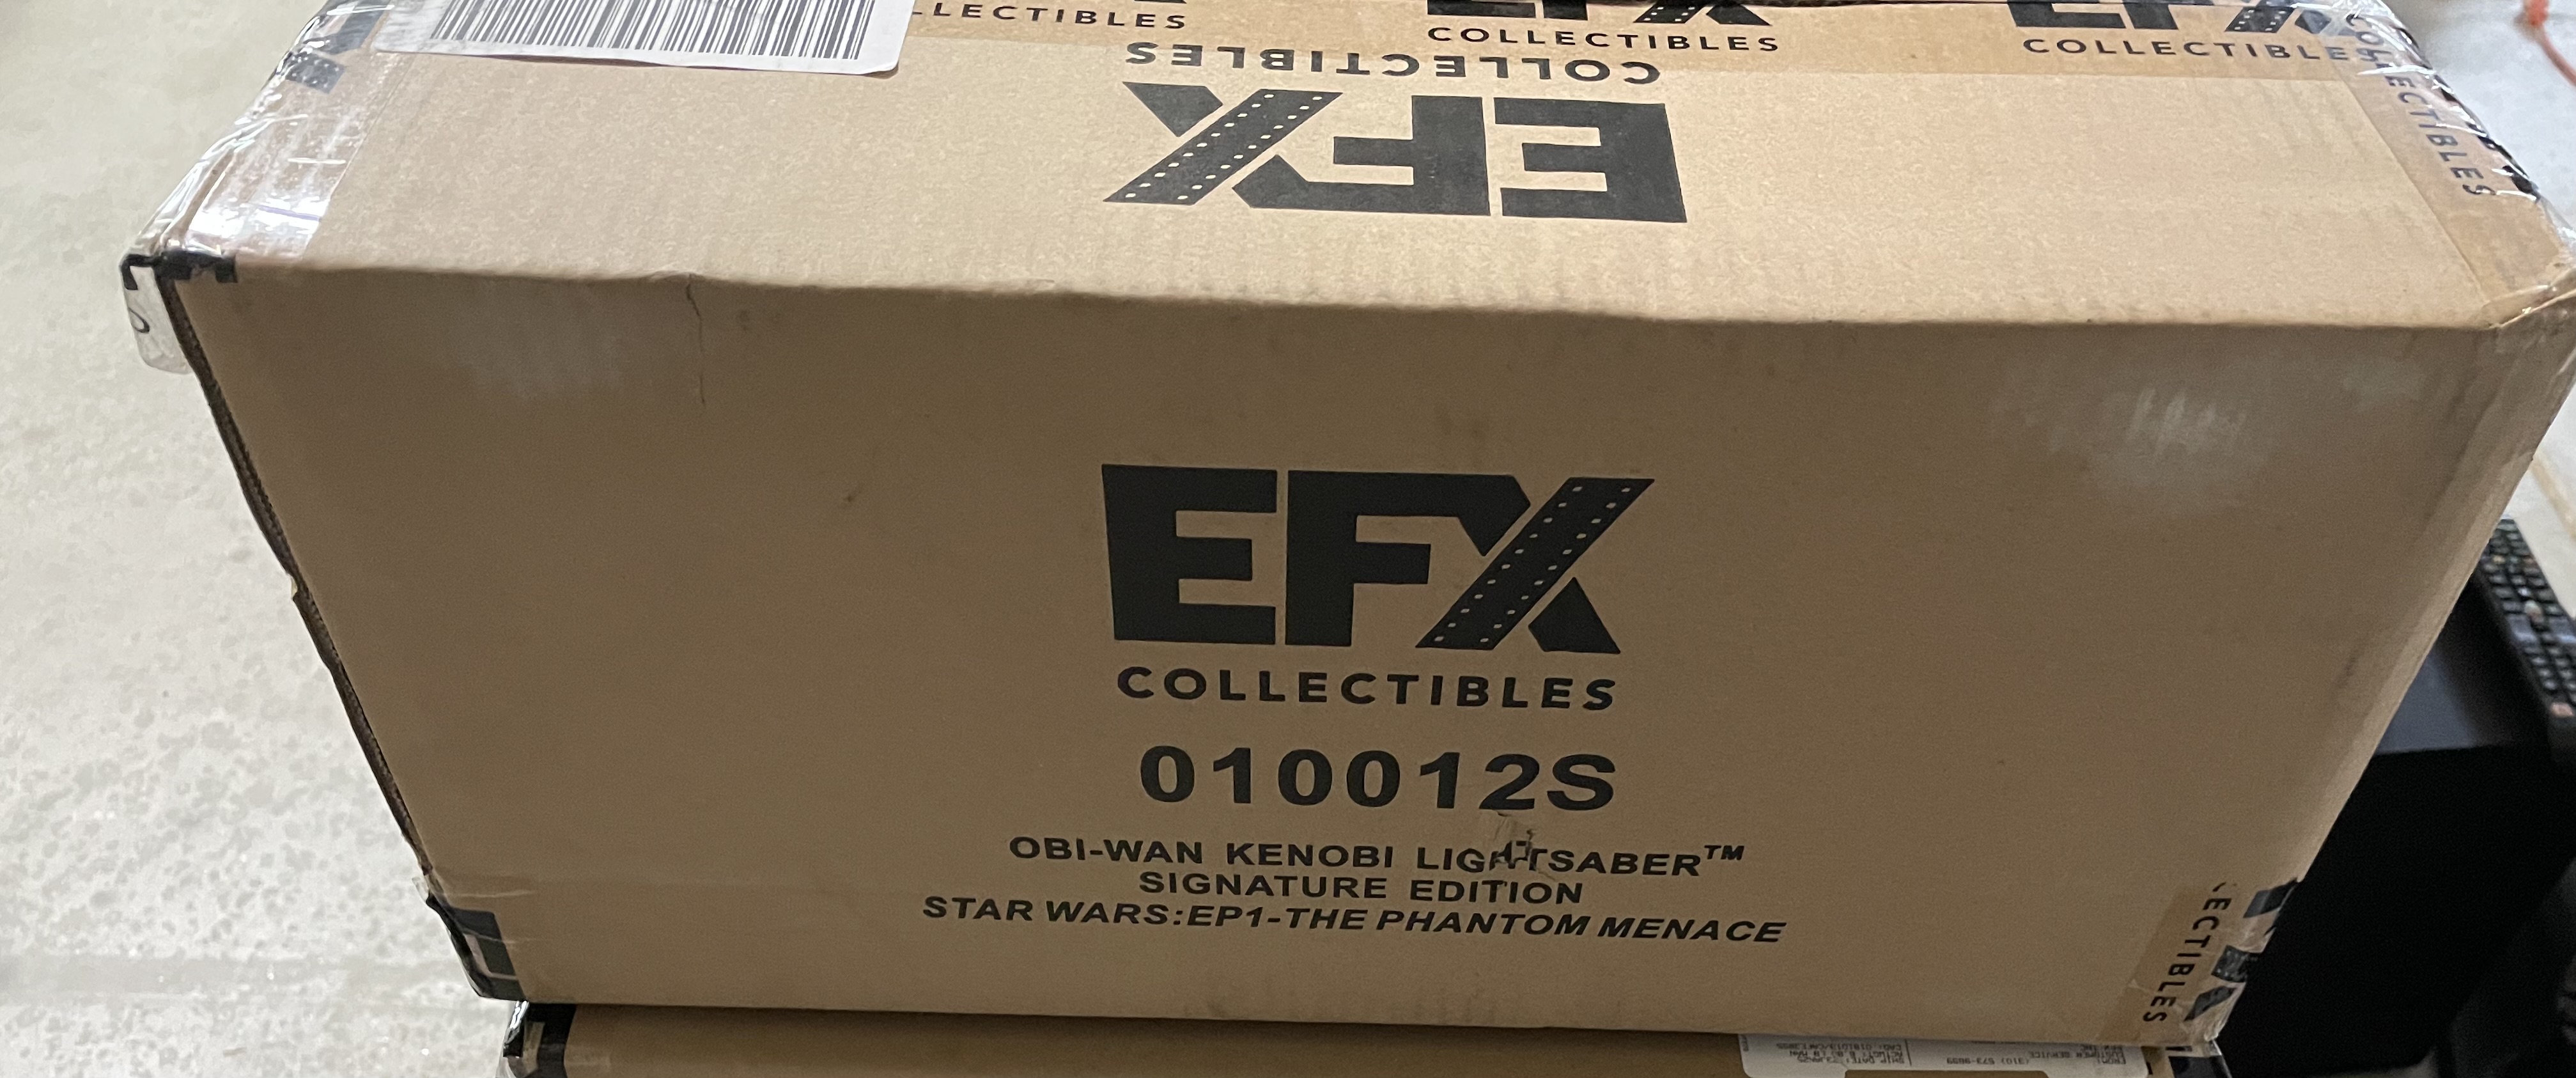 COLLECTIBLES
COLLECTIBLES
COLLECTIBLES
EFX
COLLECTIBLES
EFX
COLLECTIBLES
010012S
OBI-WAN KENOBI LIGHTSABER™
SIGNATURE EDITION
STAR WARS:EP1-THE PHANTOM MENACE
ECTIBLES